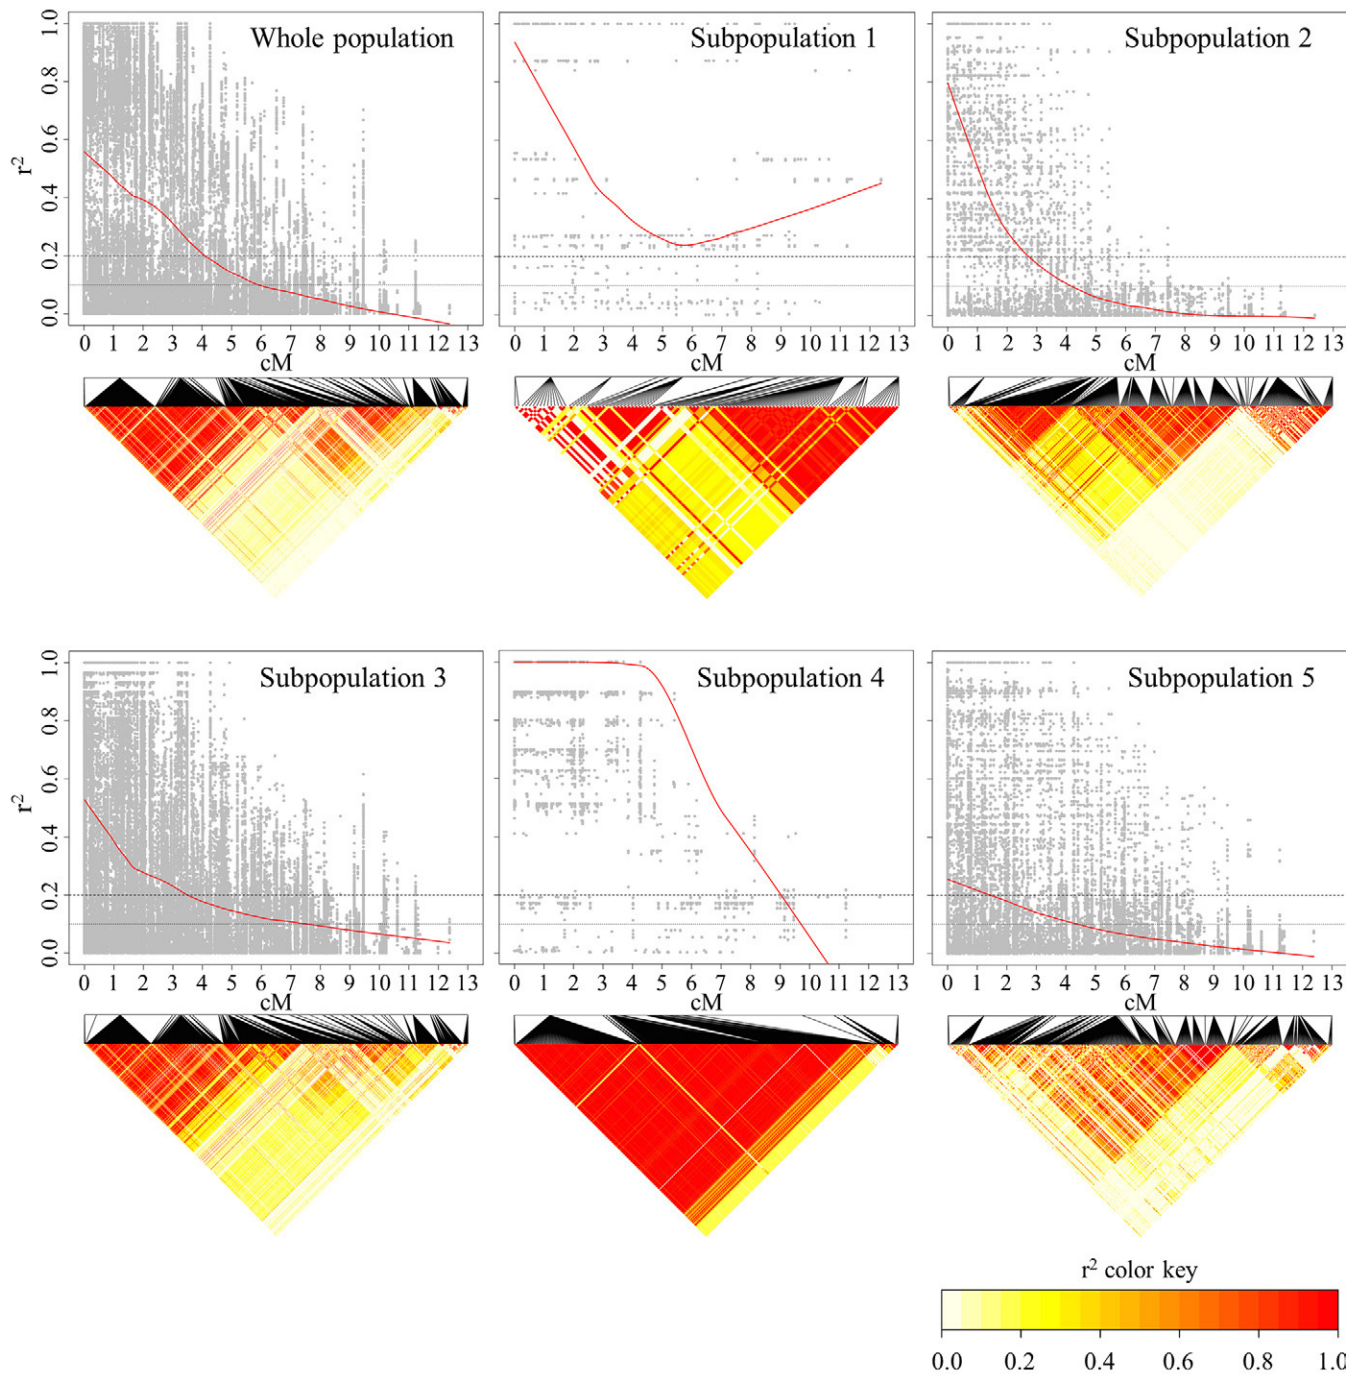 Whole population
Subpopulation 1
Subpopulation 2
r²
0.0 0.2 0.4 0.6 0.8 1.0
0 1 2 3 4 5 6 7 8 9 10 11 12 13
0 1 2 3 4 5 6 7 8 9 10 11 12 13
0 1 2 3 4 5 6 7 8 9 10 11 12 13
cM
cM
cM
Subpopulation 3
Subpopulation 4
Subpopulation 5
r²
0.0 0.2 0.4 0.6 0.8 1.0
0 1 2 3 4 5 6 7 8 9 10 11 12 13
0 1 2 3 4 5 6 7 8 9 10 11 12 13
0 1 2 3 4 5 6 7 8 9 10 11 12 13
cM
cM
cM
r² color key
0.0 0.2 0.4 0.6 0.8 1.0